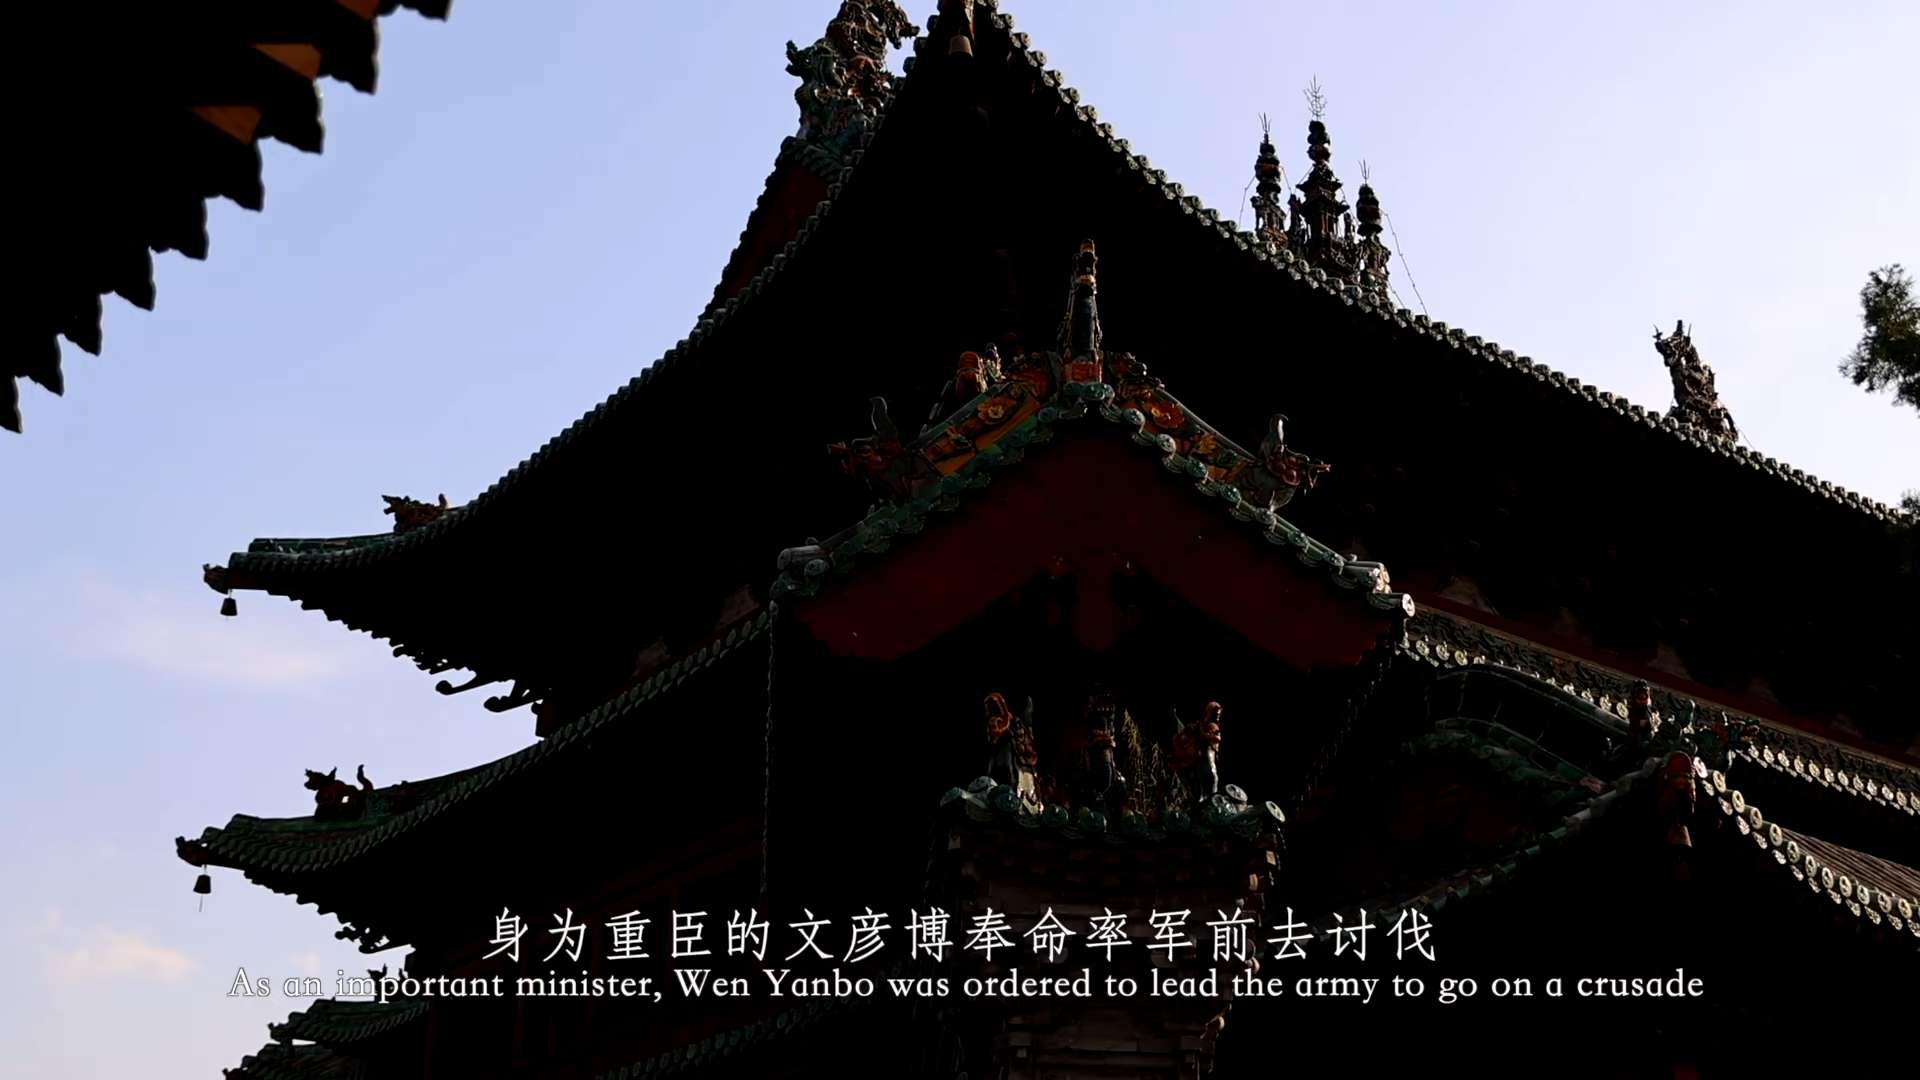 身为重臣的文彦博奉命率军前去讨伐
As an important minister, Wen Yanbo was ordered to lead the army to go on a crusade